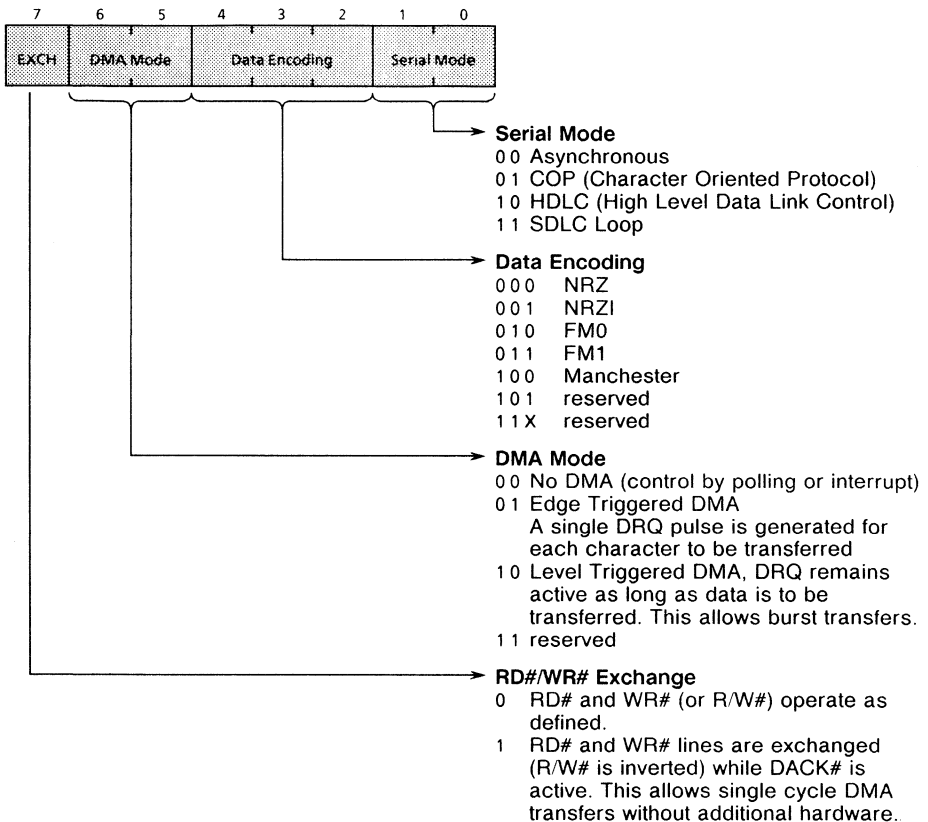 7 6 5 4 3 2 1 0
EXCH DMA Mode Data Encoding Serial Mode
Serial Mode
0 0 Asynchronous
0 1 COP (Character Oriented Protocol)
1 0 HDLC (High Level Data Link Control)
1 1 SDLC Loop
Data Encoding
0 0 0 NRZ
0 0 1 NRZI
0 1 0 FM0
0 1 1 FM1
1 0 0 Manchester
1 0 1 reserved
1 1 X reserved
DMA Mode
0 0 No DMA (control by polling or interrupt)
0 1 Edge Triggered DMA
A single DRQ pulse is generated for
each character to be transferred
1 0 Level Triggered DMA, DRQ remains
active as long as data is to be
transferred. This allows burst transfers.
1 1 reserved
RD#/WR# Exchange
0 RD# and WR# (or R/W#) operate as
defined.
1 RD# and WR# lines are exchanged
(R/W# is inverted) while DACK# is
active. This allows single cycle DMA
transfers without additional hardware.